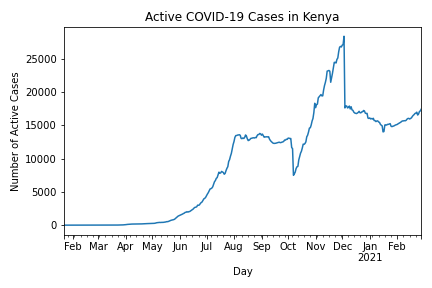 Active COVID-19 Cases in Kenya
Number of Active Cases
25000
20000
15000
10000
5000
0
Feb Mar Apr May Jun Jul Aug Sep Oct Nov Dec Jan Feb
2021
Day